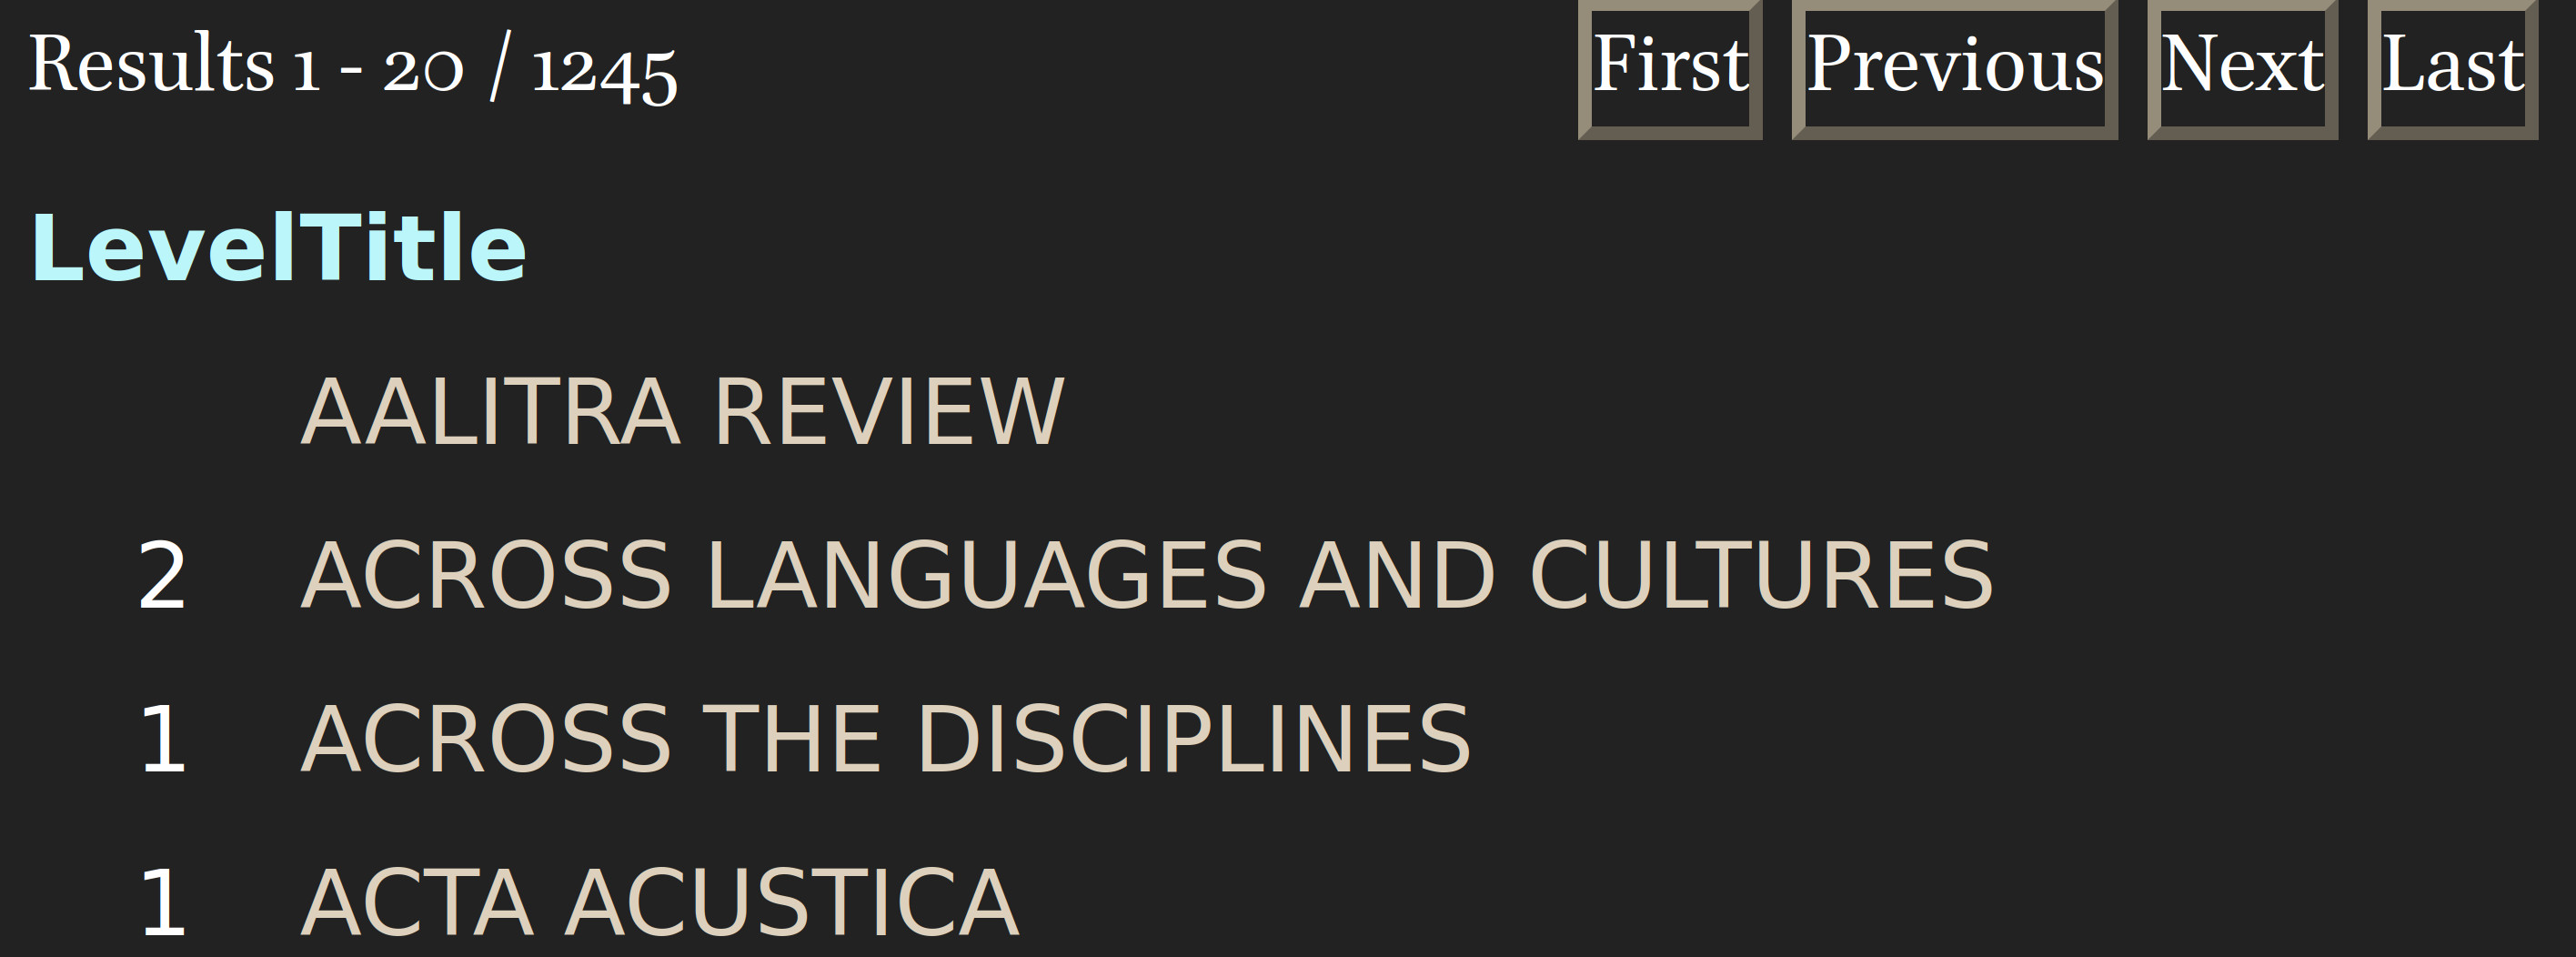 Results 1 - 20 / 1245 First Previous Next Last
LevelTitle
AALITRA REVIEW
2 ACROSS LANGUAGES AND CULTURES
1 ACROSS THE DISCIPLINES
1 ACTA ACUSTICA